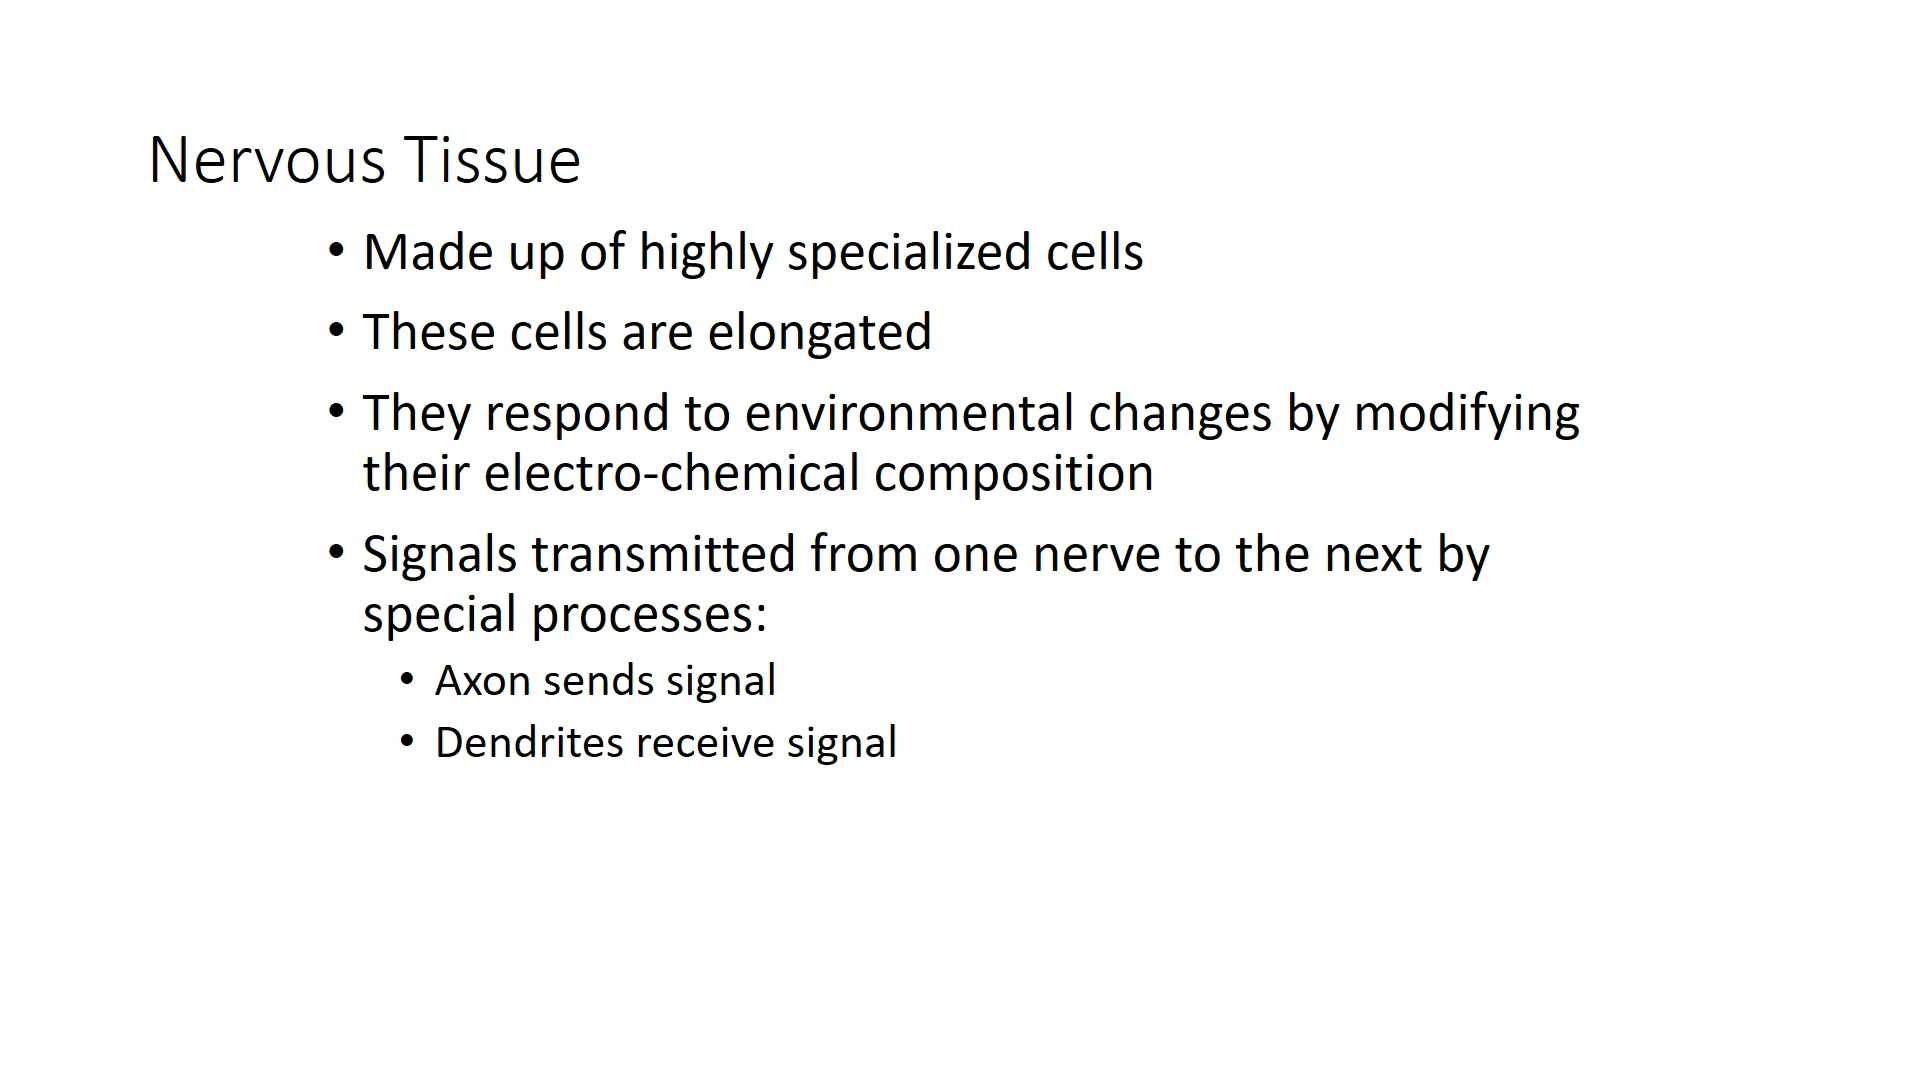 Nervous Tissue
• Made up of highly specialized cells
• These cells are elongated
• They respond to environmental changes by modifying
their electro-chemical composition
• Signals transmitted from one nerve to the next by
special processes:
• Axon sends signal
• Dendrites receive signal